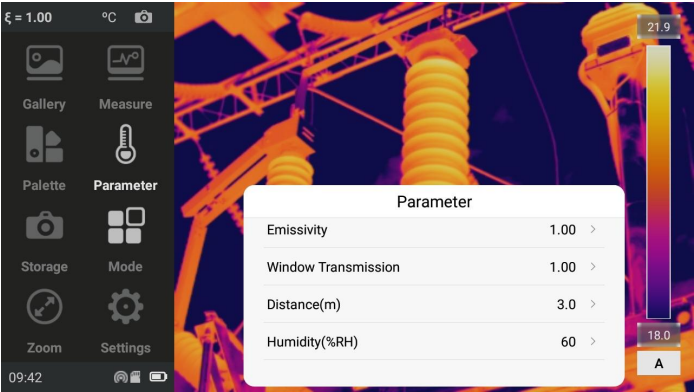 ξ = 1.00 °C
Gallery Measure
Palette Parameter
Storage Mode
Zoom Settings
09:42
21.9
18.0
A
Parameter
Emissivity 1.00
Window Transmission 1.00
Distance(m) 3.0
Humidity(%RH) 60